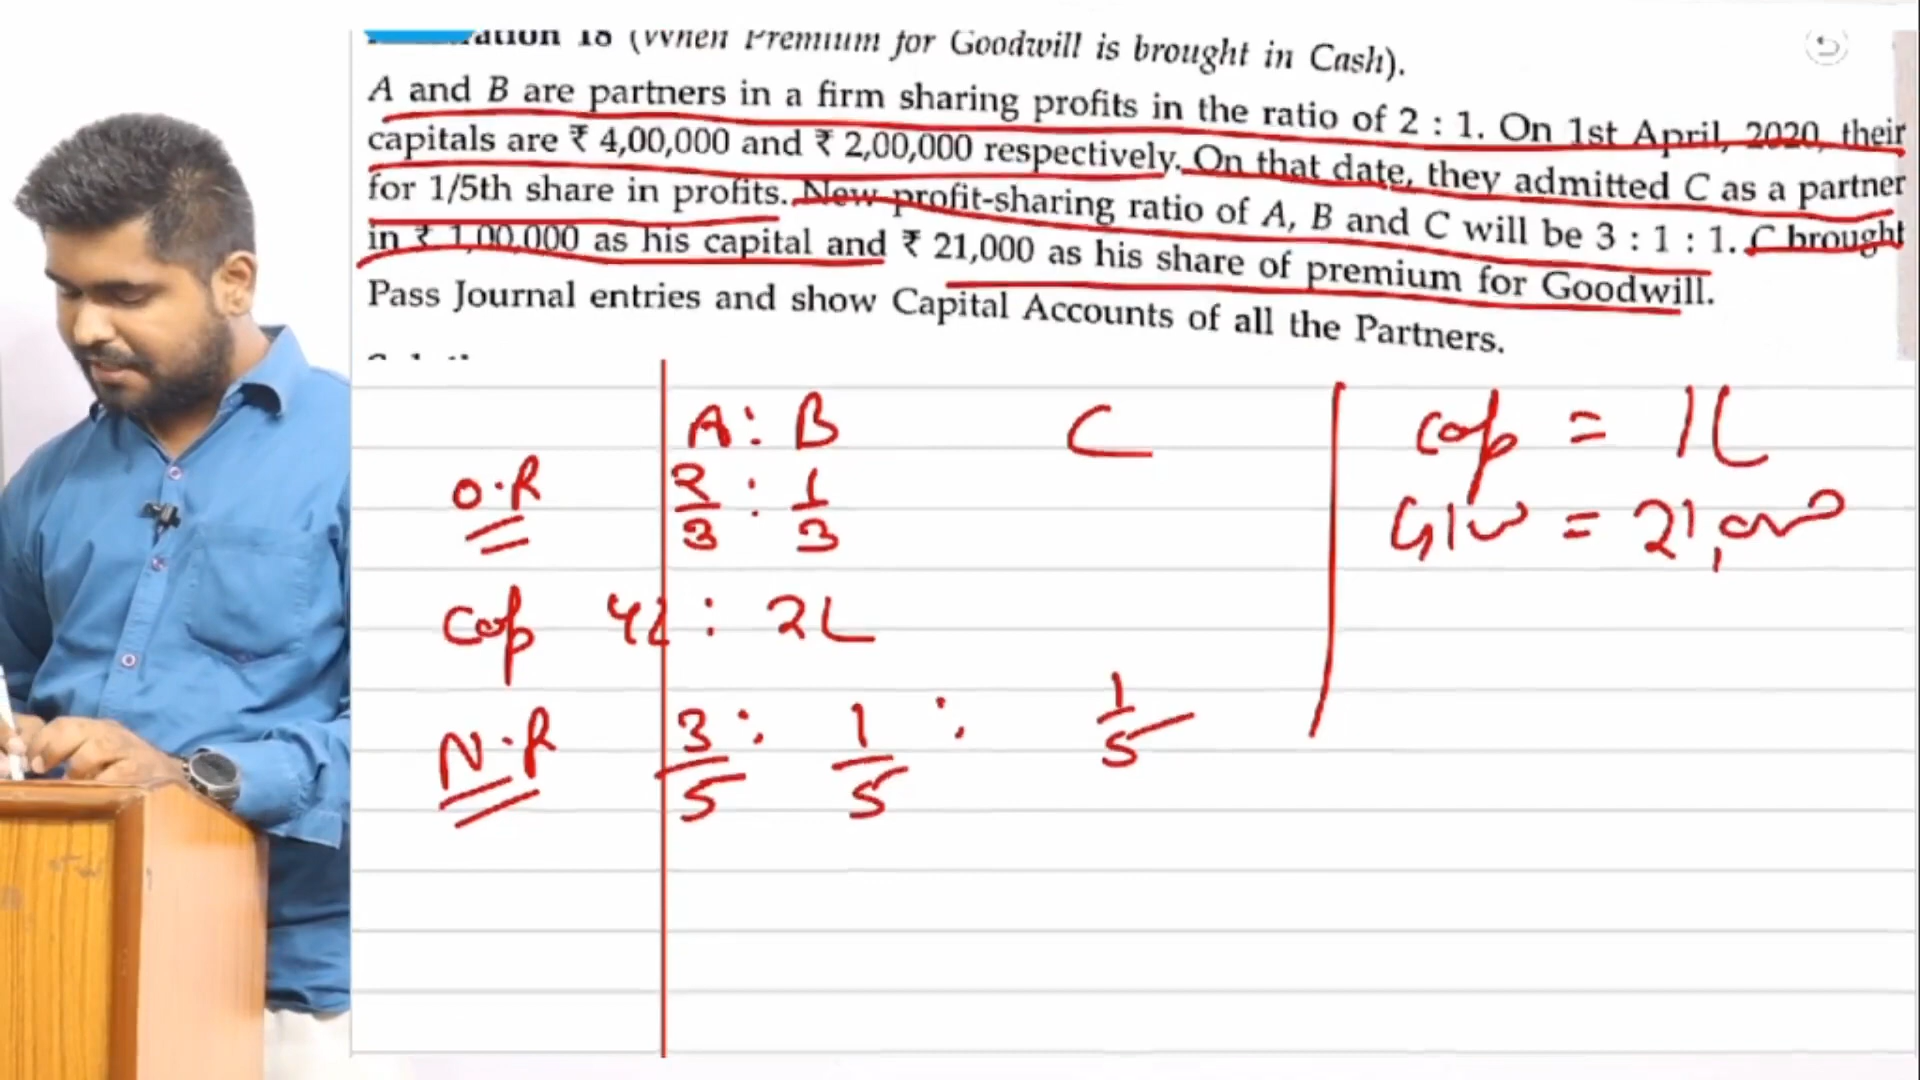 ration 18 (When Premium for Goodwill is brought in Cash).
A and B are partners in a firm sharing profits in the ratio of 2 : 1. On 1st April, 2020, their
capitals are ₹ 4,00,000 and ₹ 2,00,000 respectively. On that date, they admitted C as a partner
for 1/5th share in profits. New profit-sharing ratio of A, B and C will be 3 : 1 : 1. C brought
in ₹ 1,00,000 as his capital and ₹ 21,000 as his share of premium for Goodwill.
Pass Journal entries and show Capital Accounts of all the Partners.
A : B C
O.R 2/3 : 1/3
Cap 4L : 2L
N.R 3/5 : 1/5 : 1/5
Cap = 1L
G/w = 21,000